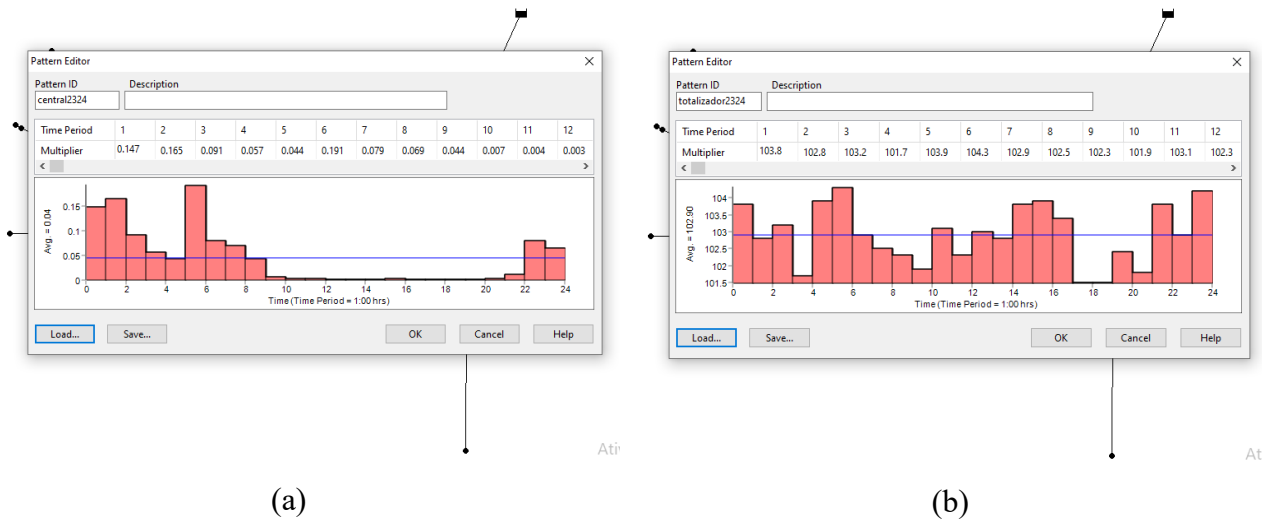 Pattern Editor
Pattern ID Description
central2324
Time Period 1 2 3 4 5 6 7 8 9 10 11 12
Multiplier 0.147 0.165 0.091 0.057 0.044 0.191 0.079 0.069 0.044 0.007 0.004 0.003
Avg. = 0.04
0.15
0.1
0.05
0
0 2 4 6 8 10 12 14 16 18 20 22 24
Time (Time Period = 1:00 hrs)
Load... Save... OK Cancel Help
Ativ
(a)
Pattern Editor
Pattern ID Description
totalizador2324
Time Period 1 2 3 4 5 6 7 8 9 10 11 12
Multiplier 103.8 102.8 103.2 101.7 103.9 104.3 102.9 102.5 102.3 101.9 103.1 102.3
Avg. = 102.90
104
103.5
103
102.5
102
101.5
0 2 4 6 8 10 12 14 16 18 20 22 24
Time (Time Period = 1:00 hrs)
Load... Save... OK Cancel Help
At
(b)